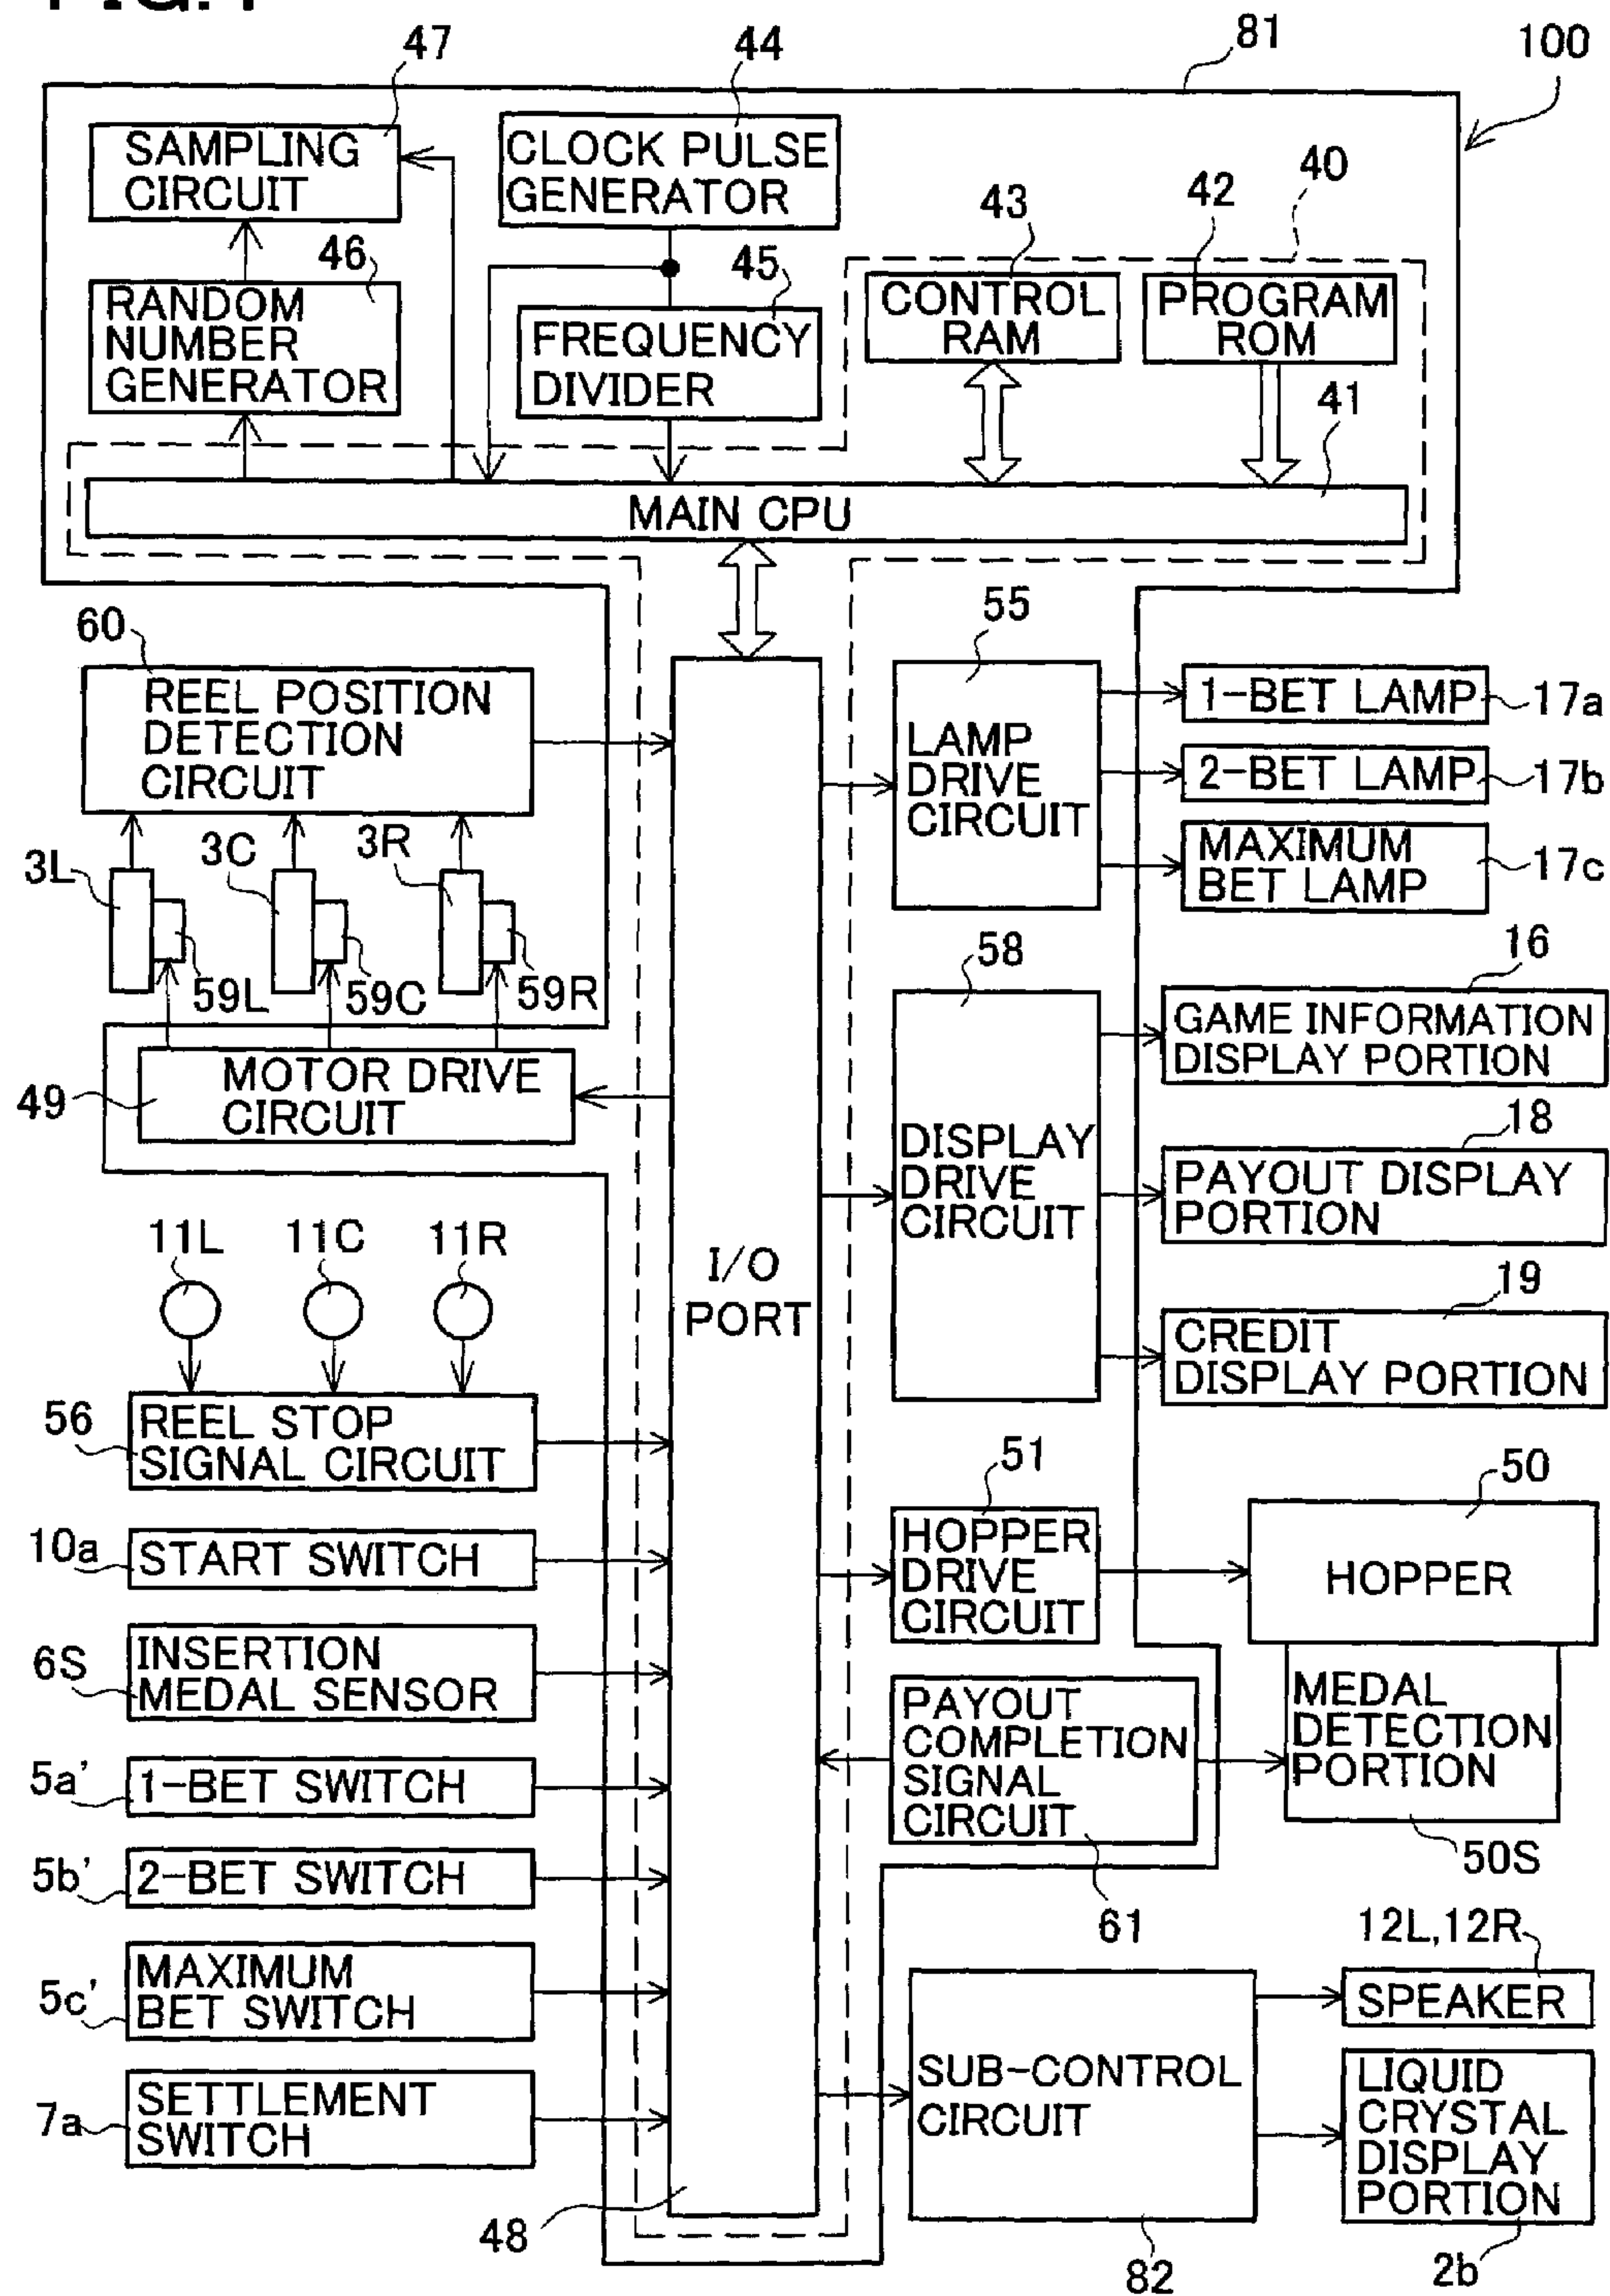 47
44
81
100
SAMPLING
CIRCUIT
CLOCK PULSE
GENERATOR
40
43
42
46
45
RANDOM
NUMBER
GENERATOR
FREQUENCY
DIVIDER
CONTROL
RAM
PROGRAM
ROM
41
MAIN CPU
60
55
REEL POSITION
DETECTION
CIRCUIT
LAMP
DRIVE
CIRCUIT
1-BET LAMP
17a
2-BET LAMP
17b
MAXIMUM
BET LAMP
17c
3L
3C
3R
59L
59C
59R
58
16
GAME INFORMATION
DISPLAY PORTION
MOTOR DRIVE
CIRCUIT
49
DISPLAY
DRIVE
CIRCUIT
18
PAYOUT DISPLAY
PORTION
11L
11C
11R
I/O
PORT
19
CREDIT
DISPLAY PORTION
56
REEL STOP
SIGNAL CIRCUIT
51
50
10a
START SWITCH
HOPPER
DRIVE
CIRCUIT
HOPPER
6S
INSERTION
MEDAL SENSOR
PAYOUT
COMPLETION
SIGNAL
CIRCUIT
MEDAL
DETECTION
PORTION
5a'
1-BET SWITCH
50S
5b'
2-BET SWITCH
61
12L,12R
5c'
MAXIMUM
BET SWITCH
SPEAKER
7a
SETTLEMENT
SWITCH
SUB-CONTROL
CIRCUIT
LIQUID
CRYSTAL
DISPLAY
PORTION
48
82
2b